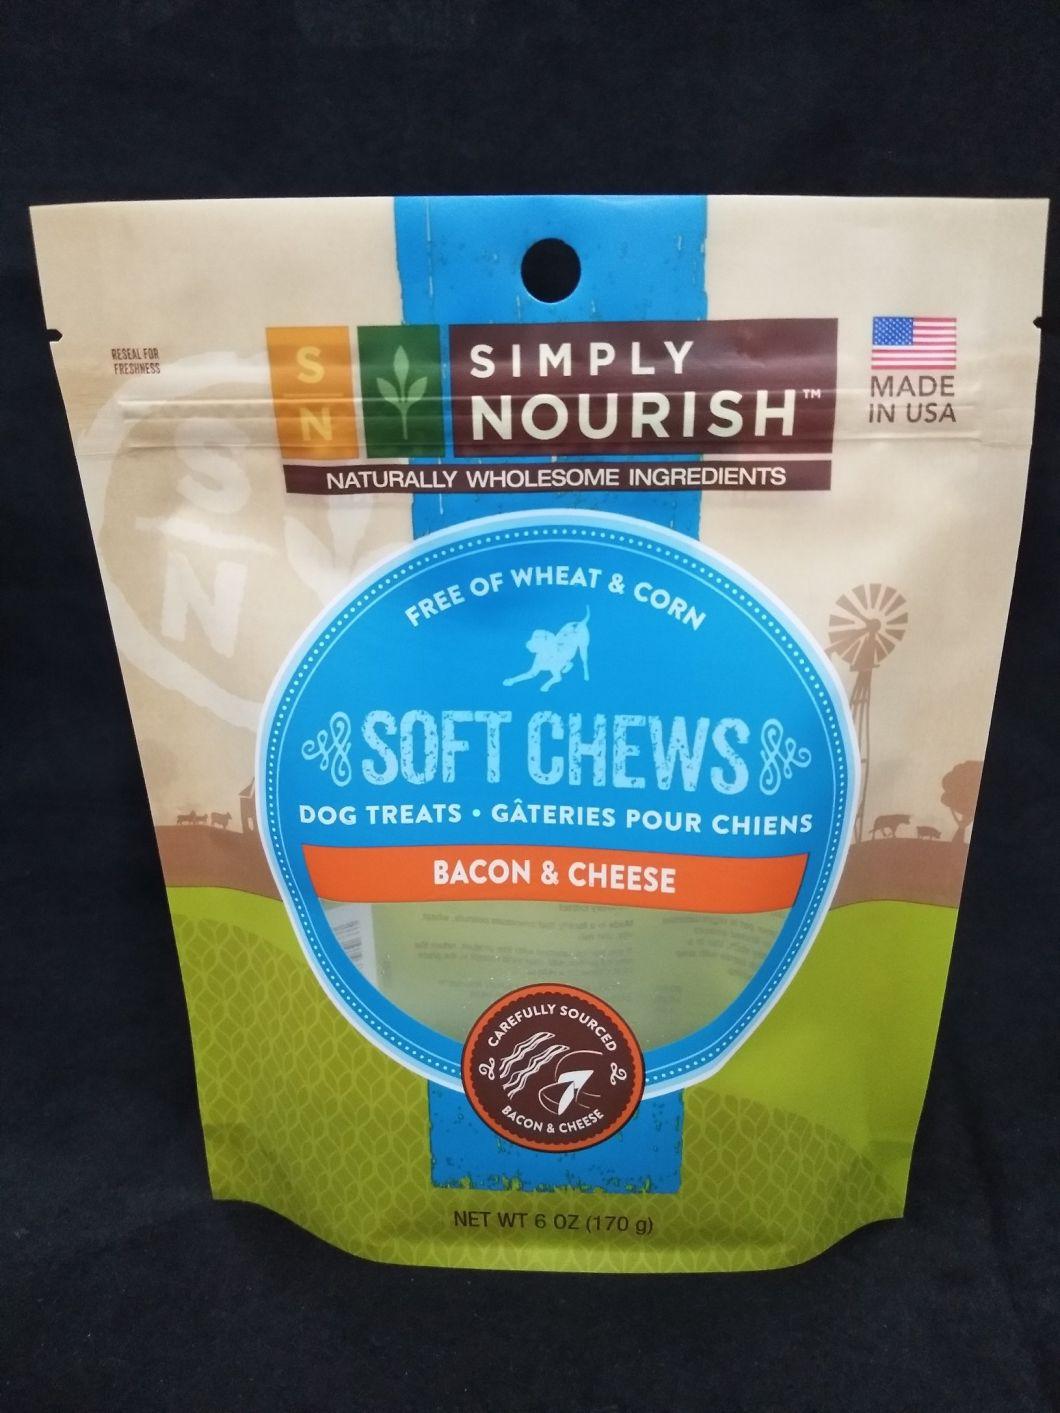 RESEAL FOR
FRESHNESS
S
N
SIMPLY
NOURISH™
MADE
IN USA
NATURALLY WHOLESOME INGREDIENTS
S
N
FREE OF WHEAT & CORN
SOFT CHEWS
DOG TREATS • GÂTERIES POUR CHIENS
BACON & CHEESE
CAREFULLY SOURCED
BACON & CHEESE
NET WT 6 OZ (170 g)